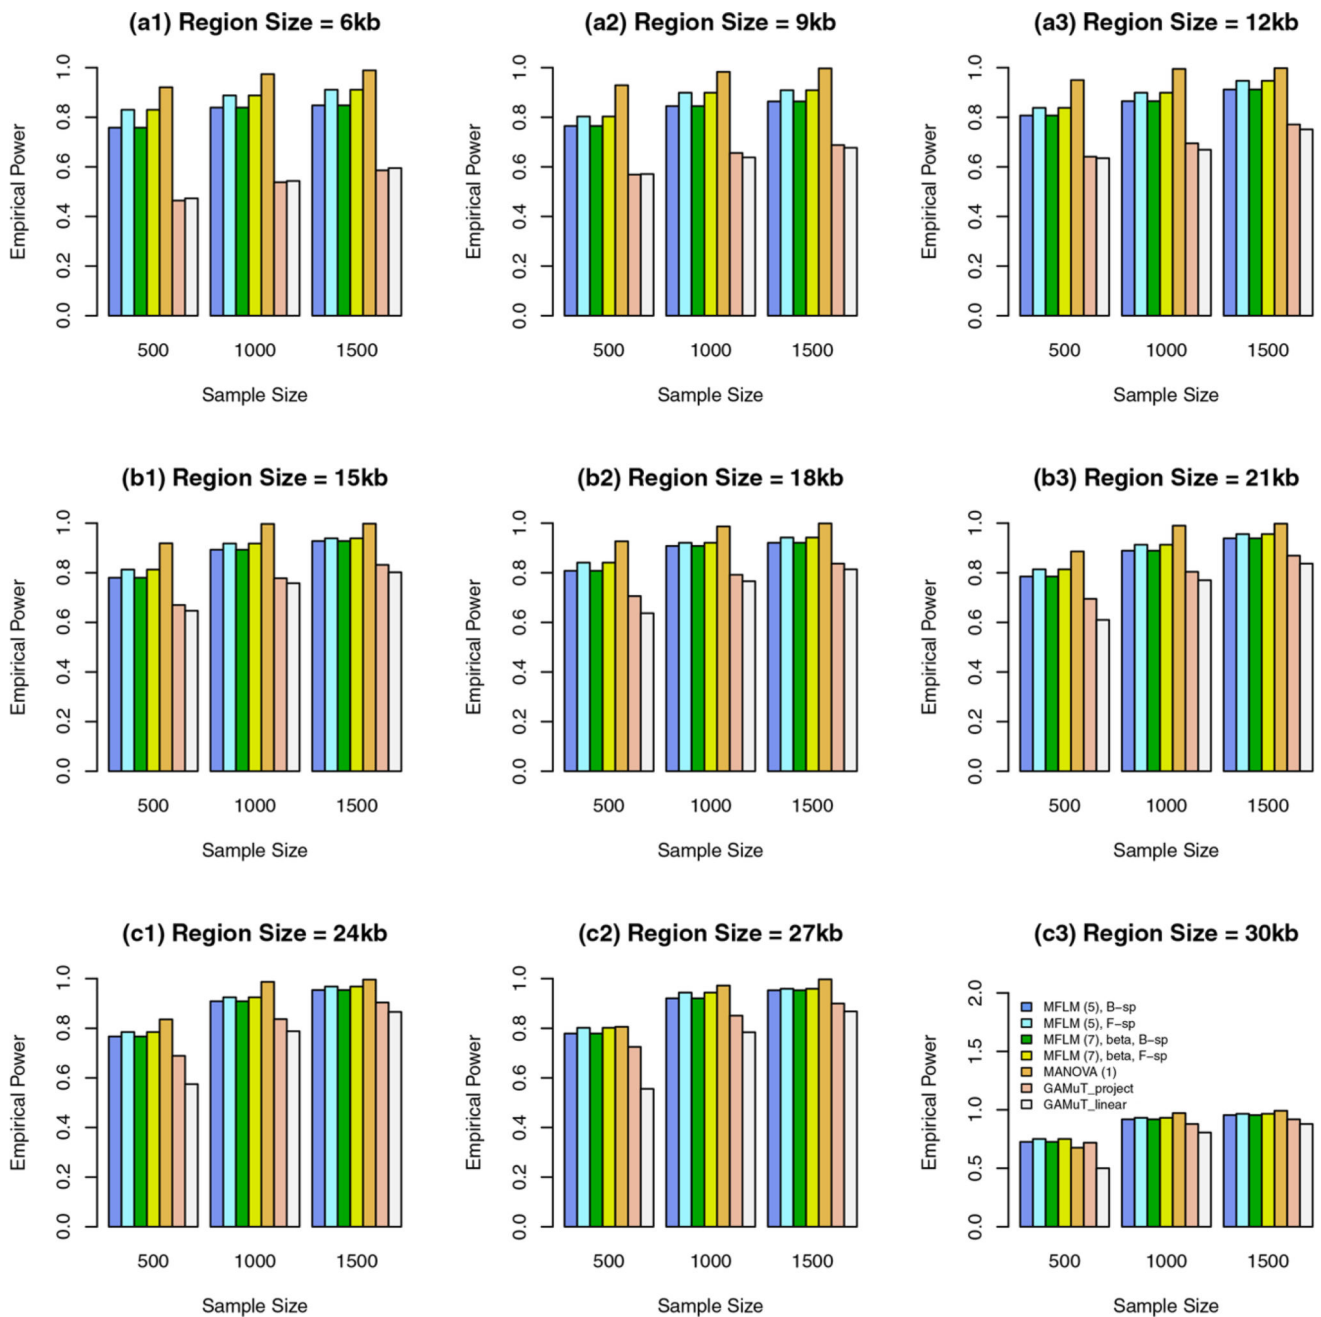 (a1) Region Size = 6kb
Empirical Power
0.0 0.2 0.4 0.6 0.8 1.0
500 1000 1500
Sample Size
(a2) Region Size = 9kb
Empirical Power
0.0 0.2 0.4 0.6 0.8 1.0
500 1000 1500
Sample Size
(a3) Region Size = 12kb
Empirical Power
0.0 0.2 0.4 0.6 0.8 1.0
500 1000 1500
Sample Size
(b1) Region Size = 15kb
Empirical Power
0.0 0.2 0.4 0.6 0.8 1.0
500 1000 1500
Sample Size
(b2) Region Size = 18kb
Empirical Power
0.0 0.2 0.4 0.6 0.8 1.0
500 1000 1500
Sample Size
(b3) Region Size = 21kb
Empirical Power
0.0 0.2 0.4 0.6 0.8 1.0
500 1000 1500
Sample Size
(c1) Region Size = 24kb
Empirical Power
0.0 0.2 0.4 0.6 0.8 1.0
500 1000 1500
Sample Size
(c2) Region Size = 27kb
Empirical Power
0.0 0.2 0.4 0.6 0.8 1.0
500 1000 1500
Sample Size
(c3) Region Size = 30kb
Empirical Power
0.0 0.5 1.0 1.5 2.0
MFLM (5), B−sp
MFLM (5), F−sp
MFLM (7), beta, B−sp
MFLM (7), beta, F−sp
MANOVA (1)
GAMuT_project
GAMuT_linear
500 1000 1500
Sample Size